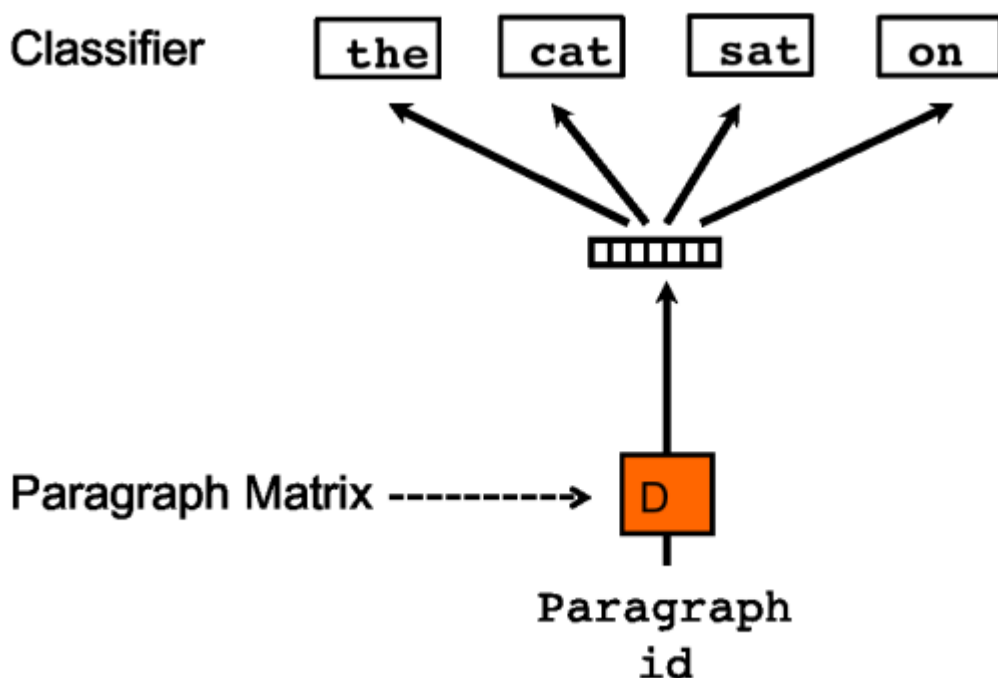 Classifier the cat sat on
Paragraph Matrix D
Paragraph
id